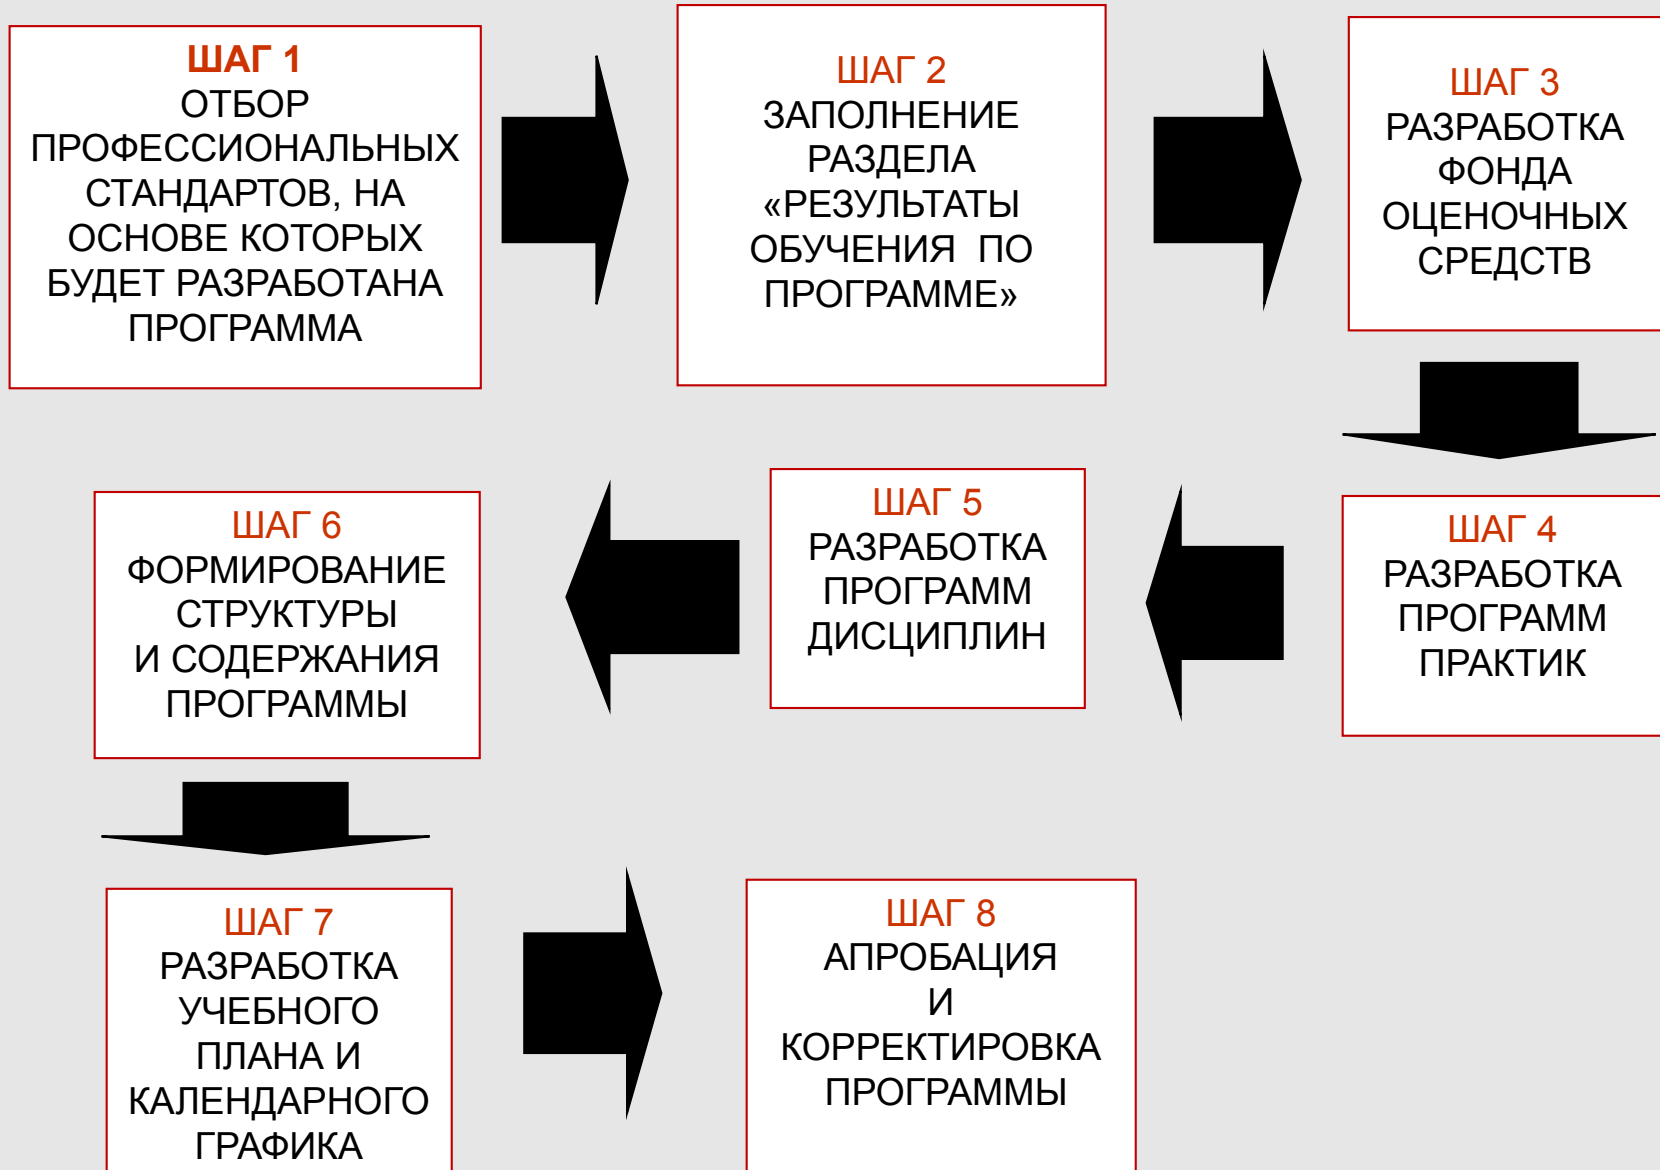 ШАГ 1
ОТБОР
ПРОФЕССИОНАЛЬНЫХ
СТАНДАРТОВ, НА
ОСНОВЕ КОТОРЫХ
БУДЕТ РАЗРАБОТАНА
ПРОГРАММА
ШАГ 2
ЗАПОЛНЕНИЕ
РАЗДЕЛА
«РЕЗУЛЬТАТЫ
ОБУЧЕНИЯ ПО
ПРОГРАММЕ»
ШАГ 3
РАЗРАБОТКА
ФОНДА
ОЦЕНОЧНЫХ
СРЕДСТВ
ШАГ 4
РАЗРАБОТКА
ПРОГРАММ
ПРАКТИК
ШАГ 5
РАЗРАБОТКА
ПРОГРАММ
ДИСЦИПЛИН
ШАГ 6
ФОРМИРОВАНИЕ
СТРУКТУРЫ
И СОДЕРЖАНИЯ
ПРОГРАММЫ
ШАГ 7
РАЗРАБОТКА
УЧЕБНОГО
ПЛАНА И
КАЛЕНДАРНОГО
ГРАФИКА
ШАГ 8
АПРОБАЦИЯ
И
КОРРЕКТИРОВКА
ПРОГРАММЫ